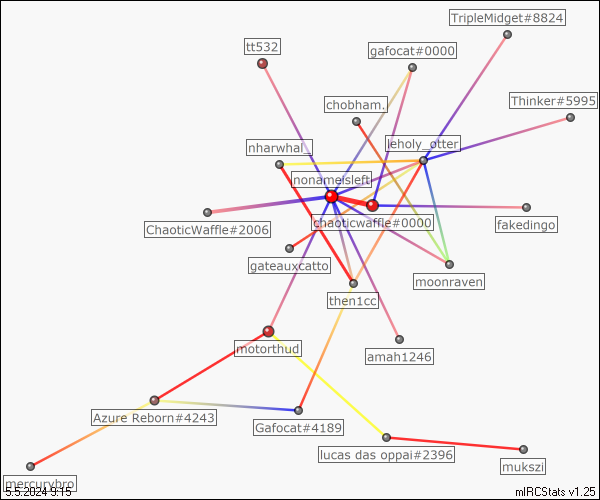 TripleMidget#8824
tt532
gafocat#0000
Thinker#5995
chobham.
nharwhal_
leholy_otter
nonameisleft
ChaoticWaffle#2006
chaoticwaffle#0000
fakedingo
gateauxcatto
moonraven
then1cc
motorthud
amah1246
Azure Reborn#4243
Gafocat#4189
lucas das oppai#2396
mukszi
mercurybro
5.5.2024 9:15
mIRCStats v1.25